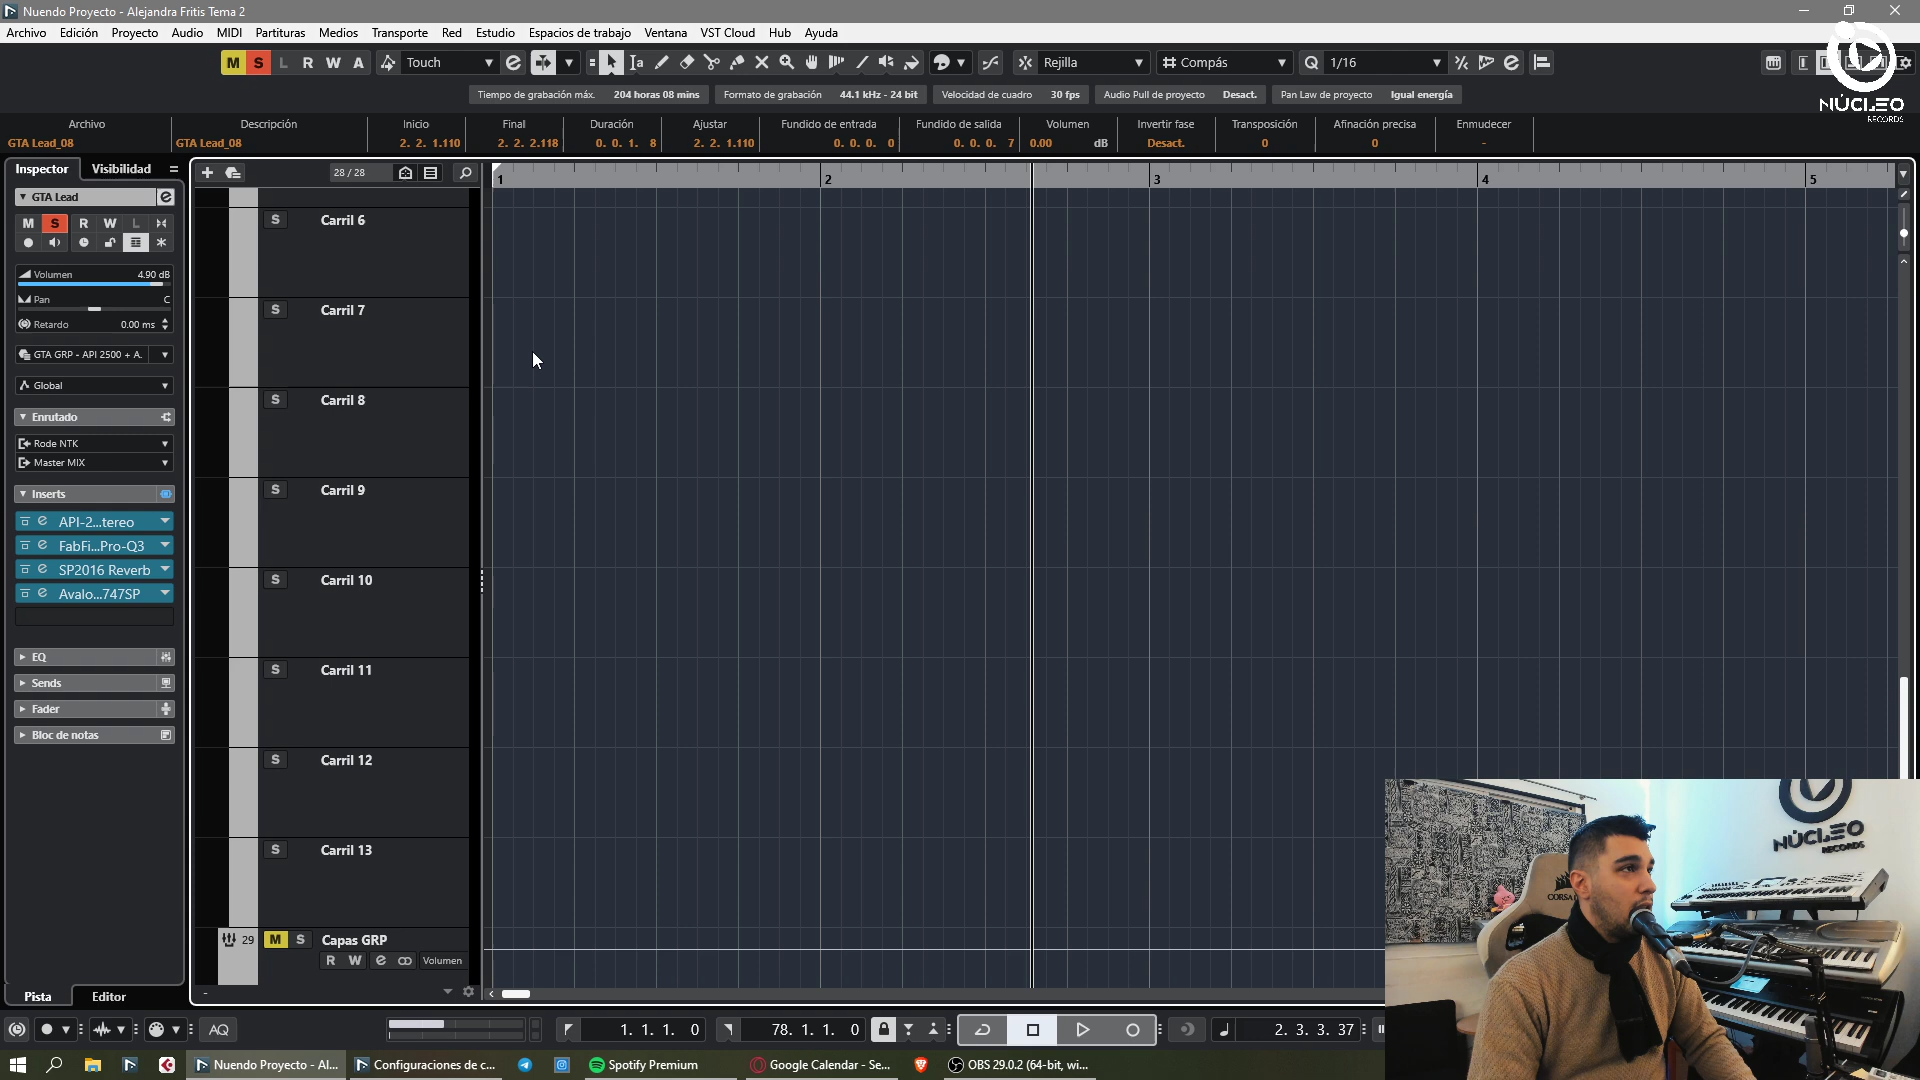 Nuendo Proyecto - Alejandra Fritis Tema 2
Archivo Edición Proyecto Audio MIDI Partituras Medios Transporte Red Estudio Espacios de trabajo Ventana VST Cloud Hub Ayuda
M S L R W A Touch Rejilla Compás 1/16
NÚCLEO
RECORDS
Tiempo de grabación máx. 204 horas 08 mins Formato de grabación 44.1 kHz - 24 bit Velocidad de cuadro 30 fps Audio Pull de proyecto Desact. Pan Law de proyecto Igual energía
Archivo Descripción Inicio Final Duración Ajustar Fundido de entrada Fundido de salida Volumen Invertir fase Transposición Afinación precisa Enmudecer
GTA Lead_08 GTA Lead_08 2. 2. 1.110 2. 2. 2.118 0. 0. 1. 8 2. 2. 1.110 0. 0. 0. 0 0. 0. 0. 7 0.00 dB Desact. 0 0 -
Inspector Visibilidad 28 / 28
1 2 3 4 5
GTA Lead
M S R W L
Volumen 4.90 dB
Pan C
Retardo 0.00 ms
GTA GRP - API 2500 + A.
Global
Enrutado
Rode NTK
Master MIX
Inserts
API-2...tereo
FabFi...Pro-Q3
SP2016 Reverb
Avalo...747SP
EQ
Sends
Fader
Bloc de notas
S Carril 6
S Carril 7
S Carril 8
S Carril 9
S Carril 10
S Carril 11
S Carril 12
S Carril 13
29 M S Capas GRP
R W Volumen
NÚCLEO
RECORDS
CORSAI
Pista Editor
AQ 1. 1. 1. 0 78. 1. 1. 0 2. 3. 3. 37
Nuendo Proyecto - Al... Configuraciones de c... Spotify Premium Google Calendar - Se... OBS 29.0.2 (64-bit, wi...